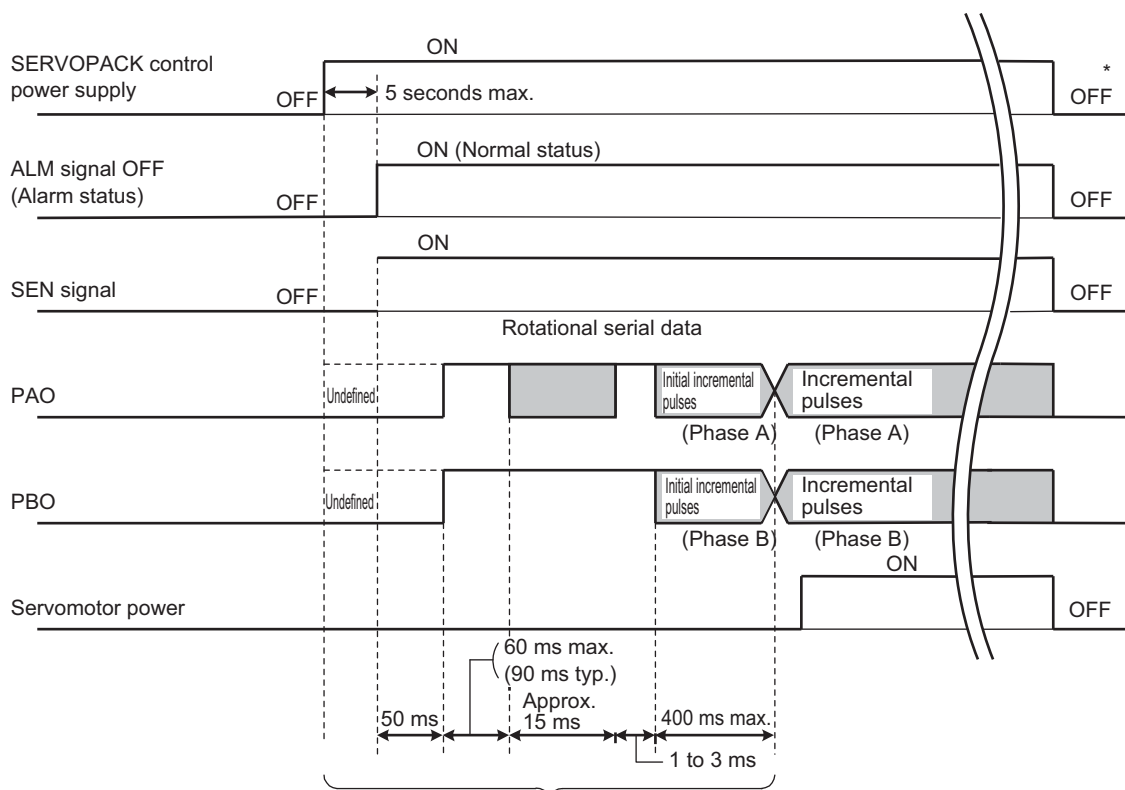 ON
SERVOPACK control
power supply
OFF
5 seconds max.
*
OFF
ON (Normal status)
ALM signal OFF
(Alarm status)
OFF
OFF
ON
SEN signal
OFF
OFF
Rotational serial data
PAO
Undefined
Initial incremental
pulses
Incremental
pulses
(Phase A)
(Phase A)
PBO
Undefined
Initial incremental
pulses
Incremental
pulses
(Phase B)
(Phase B)
ON
Servomotor power
OFF
60 ms max.
(90 ms typ.)
Approx.
50 ms
15 ms
400 ms max.
1 to 3 ms